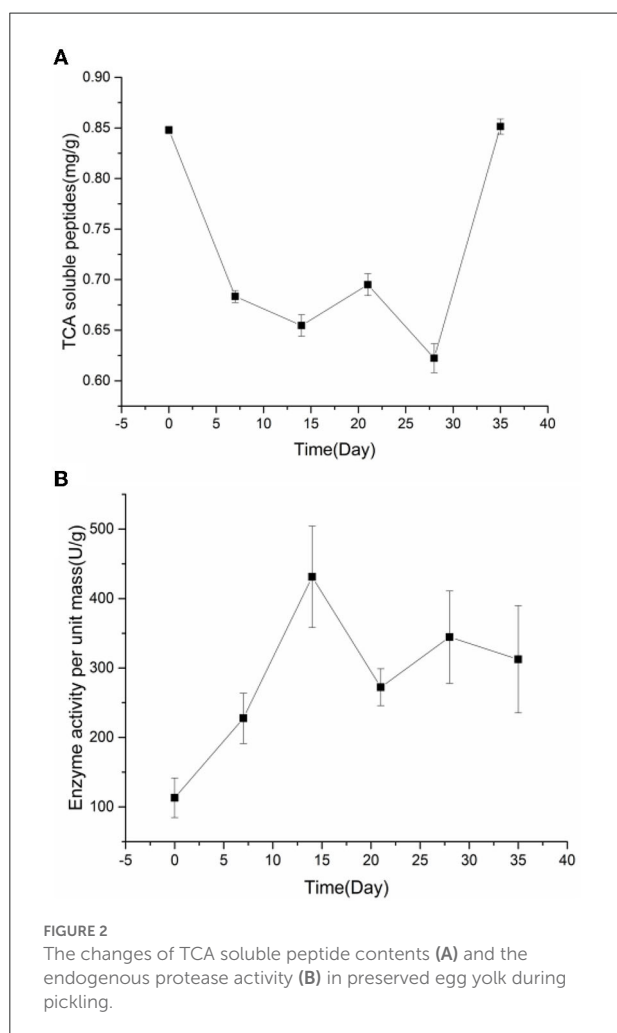 A
0.90
0.85
0.80
0.75
0.70
0.65
0.60
TCA soluble peptides(mg/g)
-5 0 5 10 15 20 25 30 35 40
Time(Day)
B
500
400
300
200
100
Enzyme activity per unit mass(U/g)
-5 0 5 10 15 20 25 30 35 40
Time(Day)
FIGURE 2
The changes of TCA soluble peptide contents (A) and the
endogenous protease activity (B) in preserved egg yolk during
pickling.